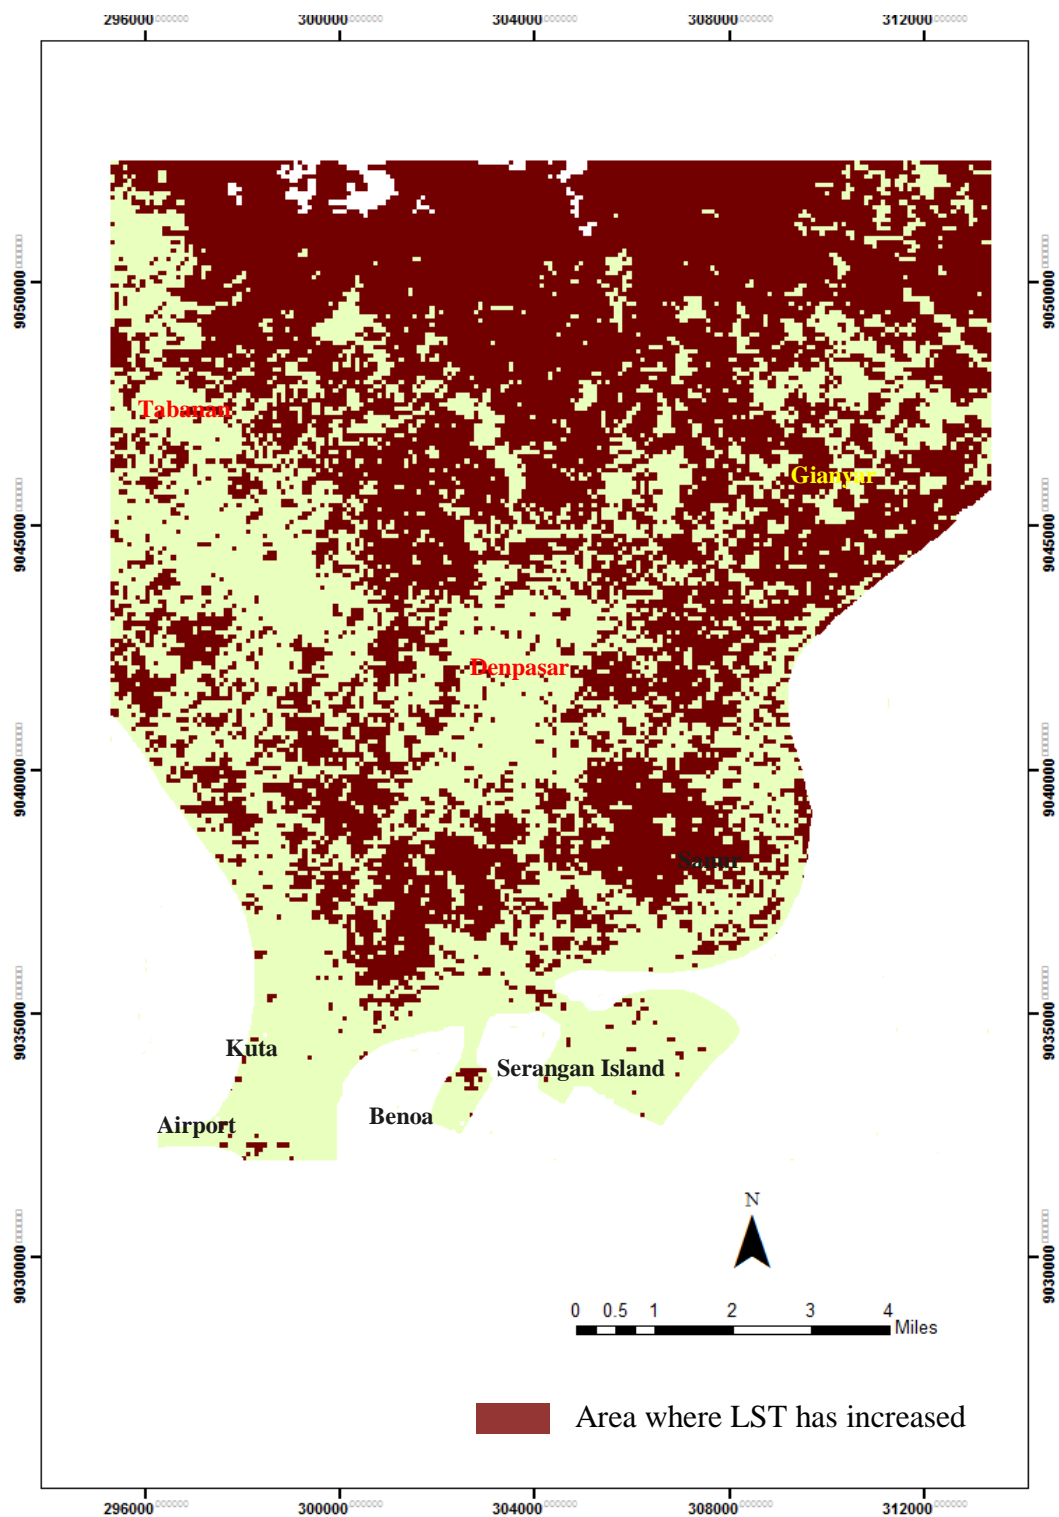 296000 300000 304000 308000 312000
9050000 9050000
Tabanan
Gianyar
9045000 9045000
Denpasar
9040000 9040000
Sanur
9035000 9035000
Kuta
Serangan Island
Benoa
Airport
N
9030000 9030000
0 0.5 1 2 3 4
Miles
Area where LST has increased
296000 300000 304000 308000 312000